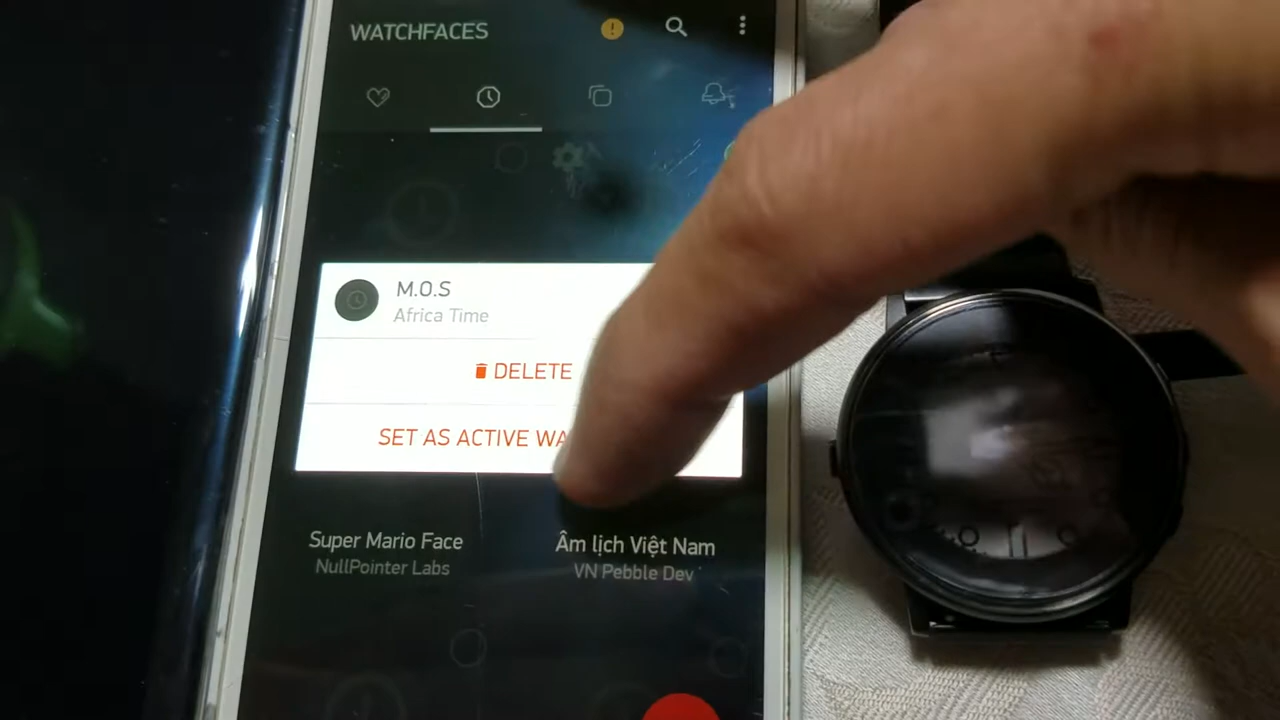 WATCHFACES
M.O.S
Africa Time
DELETE
SET AS ACTIVE
Super Mario Face
NullPointer Labs
Âm lịch Việt Nam
VN Pebble Dev